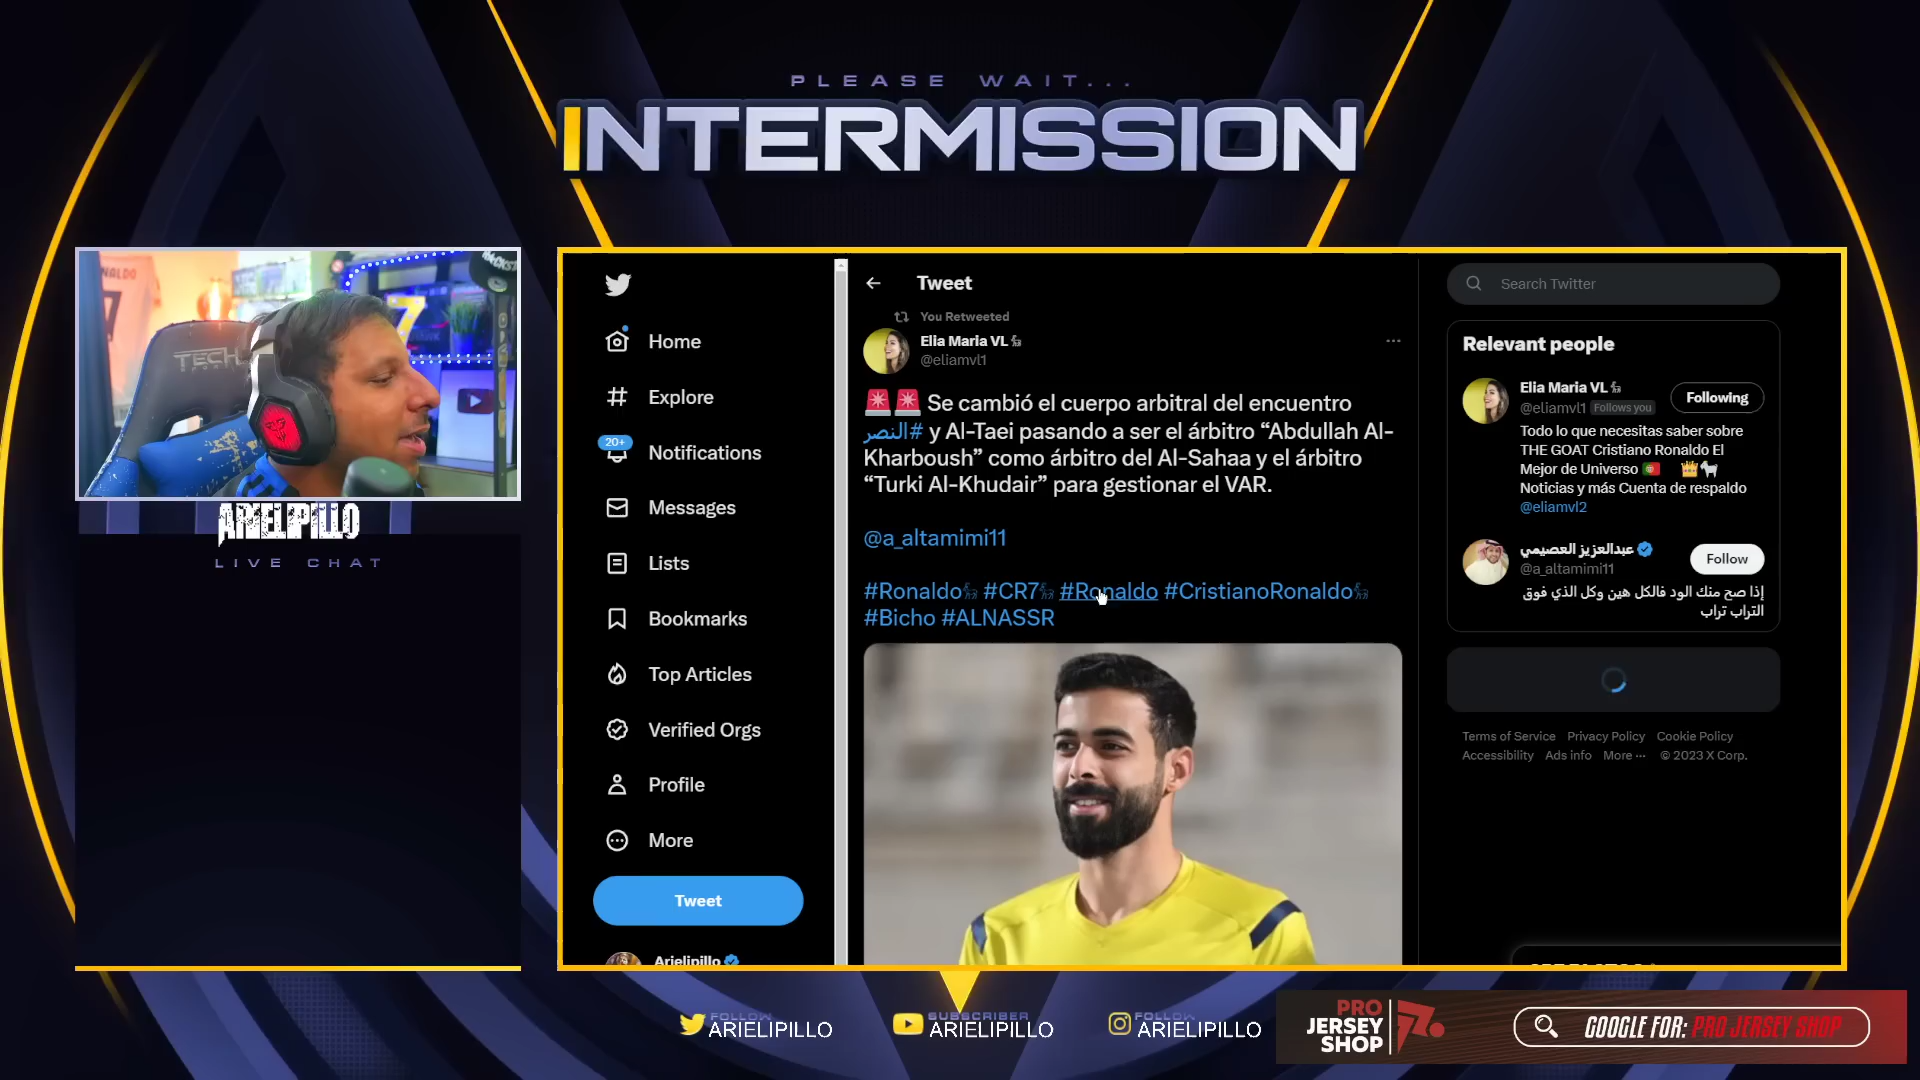 PLEASE WAIT...
INTERMISSION
NALDO
7
TECH
ARIELIPILLO
LIVE CHAT
Home
Explore
20+
Notifications
Messages
Lists
Bookmarks
Top Articles
Verified Orgs
Profile
More
Tweet
Arielipillo
Tweet
You Retweeted
Elia Maria VL
@eliamvl1
Se cambió el cuerpo arbitral del encuentro
#النصر y Al-Taei pasando a ser el árbitro “Abdullah Al-
Kharboush” como árbitro del Al-Sahaa y el árbitro
“Turki Al-Khudair” para gestionar el VAR.
@a_altamimi11
#Ronaldo #CR7 #Ronaldo #CristianoRonaldo
#Bicho #ALNASSR
Search Twitter
Relevant people
Elia Maria VL
@eliamvl1 Follows you
Following
Todo lo que necesitas saber sobre
THE GOAT Cristiano Ronaldo El
Mejor de Universo
Noticias y más Cuenta de respaldo
@eliamvl2
عبدالعزيز العصيمي
@a_altamimi11
Follow
إذا صح منك الود فالكل هين وكل الذي فوق
التراب تراب
Terms of Service Privacy Policy Cookie Policy
Accessibility Ads info More ··· © 2023 X Corp.
FOLLOW
ARIELIPILLO
SUBSCRIBER
ARIELIPILLO
FOLLOW
ARIELIPILLO
PRO
JERSEY
SHOP
GOOGLE FOR: PRO JERSEY SHOP